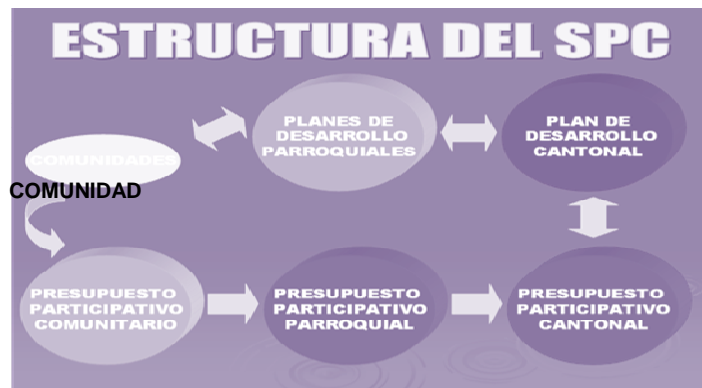 ESTRUCTURA DEL SPC
PLANES DE
DESARROLLO
PARROQUIALES
PLAN DE
DESARROLLO
CANTONAL
COMUNIDADES
COMUNIDAD
PRESUPUESTO
PARTICIPATIVO
COMUNITARIO
PRESUPUESTO
PARTICIPATIVO
PARROQUIAL
PRESUPUESTO
PARTICIPATIVO
CANTONAL